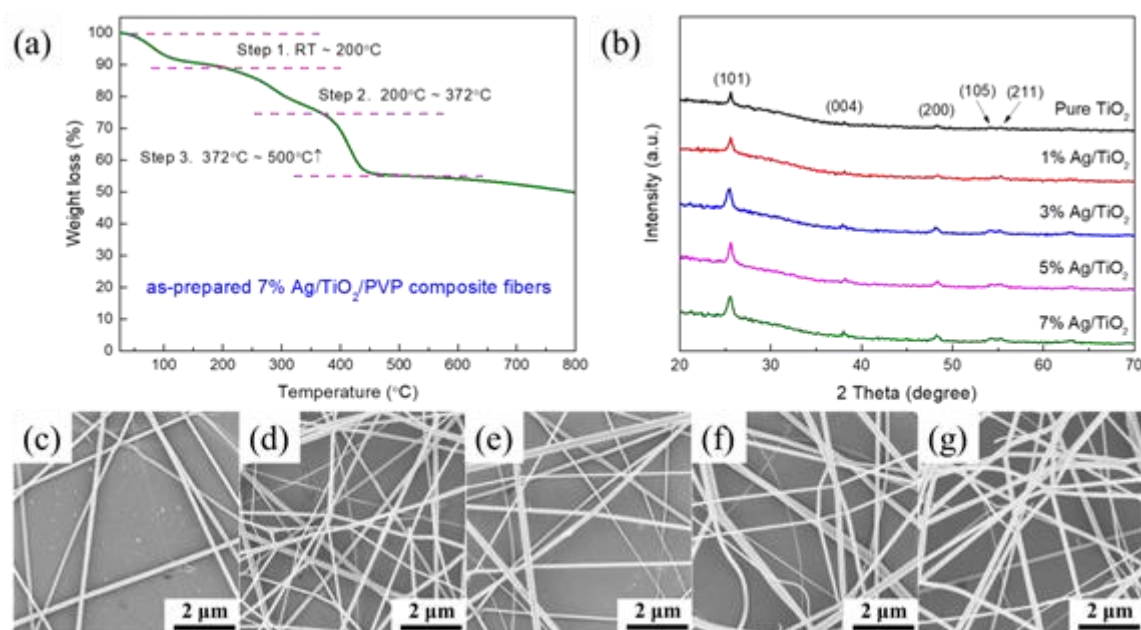 (a)
100
90
80
70
60
50
40
30
20
10
0
Weight loss (%)
Step 1. RT ~ 200°C
Step 2. 200°C ~ 372°C
Step 3. 372°C ~ 500°C↑
as-prepared 7% Ag/TiO₂/PVP composite fibers
100 200 300 400 500 600 700 800
Temperature (°C)
(b)
Intensity (a.u.)
(101)
(004)
(200)
(105)
(211)
Pure TiO₂
1% Ag/TiO₂
3% Ag/TiO₂
5% Ag/TiO₂
7% Ag/TiO₂
20 30 40 50 60 70
2 Theta (degree)
(c) (d) (e) (f) (g)
2 μm 2 μm 2 μm 2 μm 2 μm